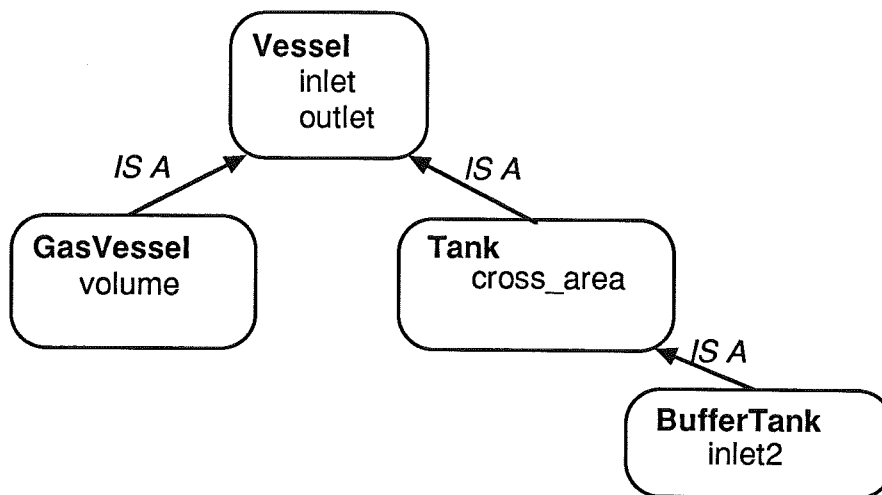 Vessel
inlet
outlet
IS A
IS A
GasVessel
volume
Tank
cross_area
IS A
BufferTank
inlet2